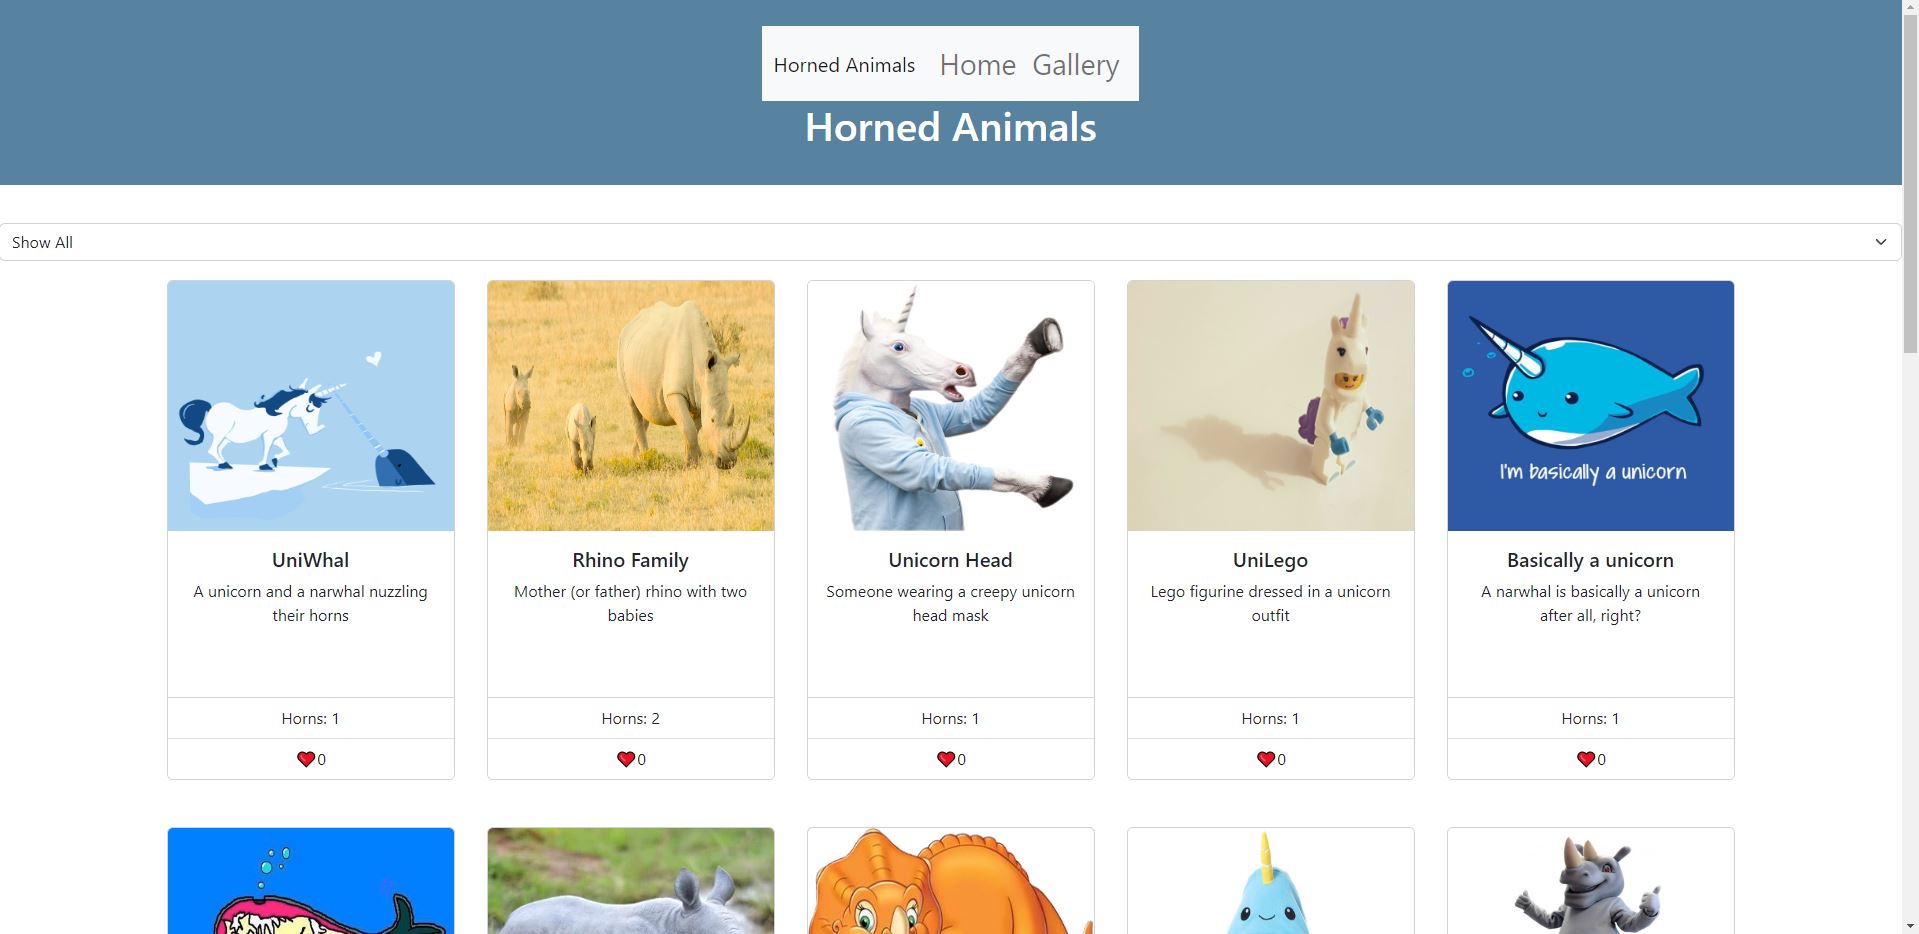 Horned Animals Home Gallery
Horned Animals
Show All
I'm basically a unicorn
UniWhal
A unicorn and a narwhal nuzzling
their horns
Horns: 1
0
Rhino Family
Mother (or father) rhino with two
babies
Horns: 2
0
Unicorn Head
Someone wearing a creepy unicorn
head mask
Horns: 1
0
UniLego
Lego figurine dressed in a unicorn
outfit
Horns: 1
0
Basically a unicorn
A narwhal is basically a unicorn
after all, right?
Horns: 1
0